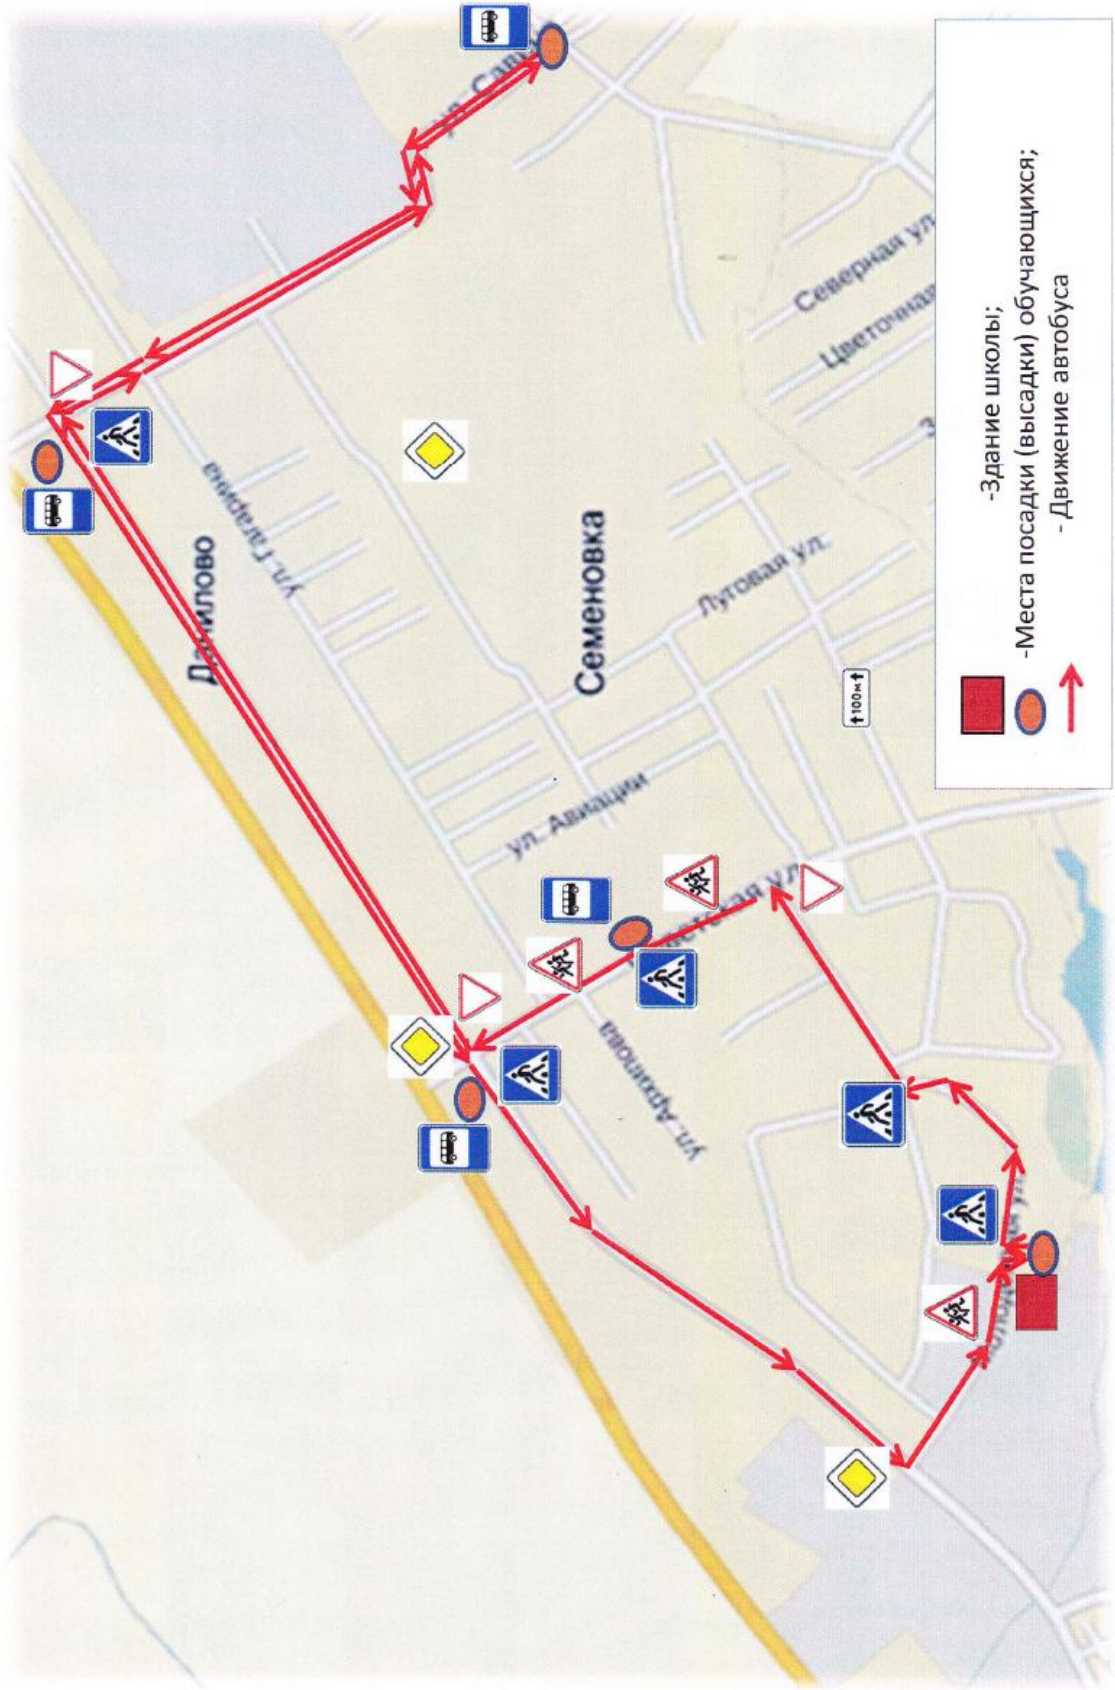 Данилово
ул. Гагарина
Семеновка
ул. Авиации
Луговая ул.
Северная ул.
Цветочная
ул. Архипова
100м
-Здание школы;
-Места посадки (высадки) обучающихся;
- Движение автобуса